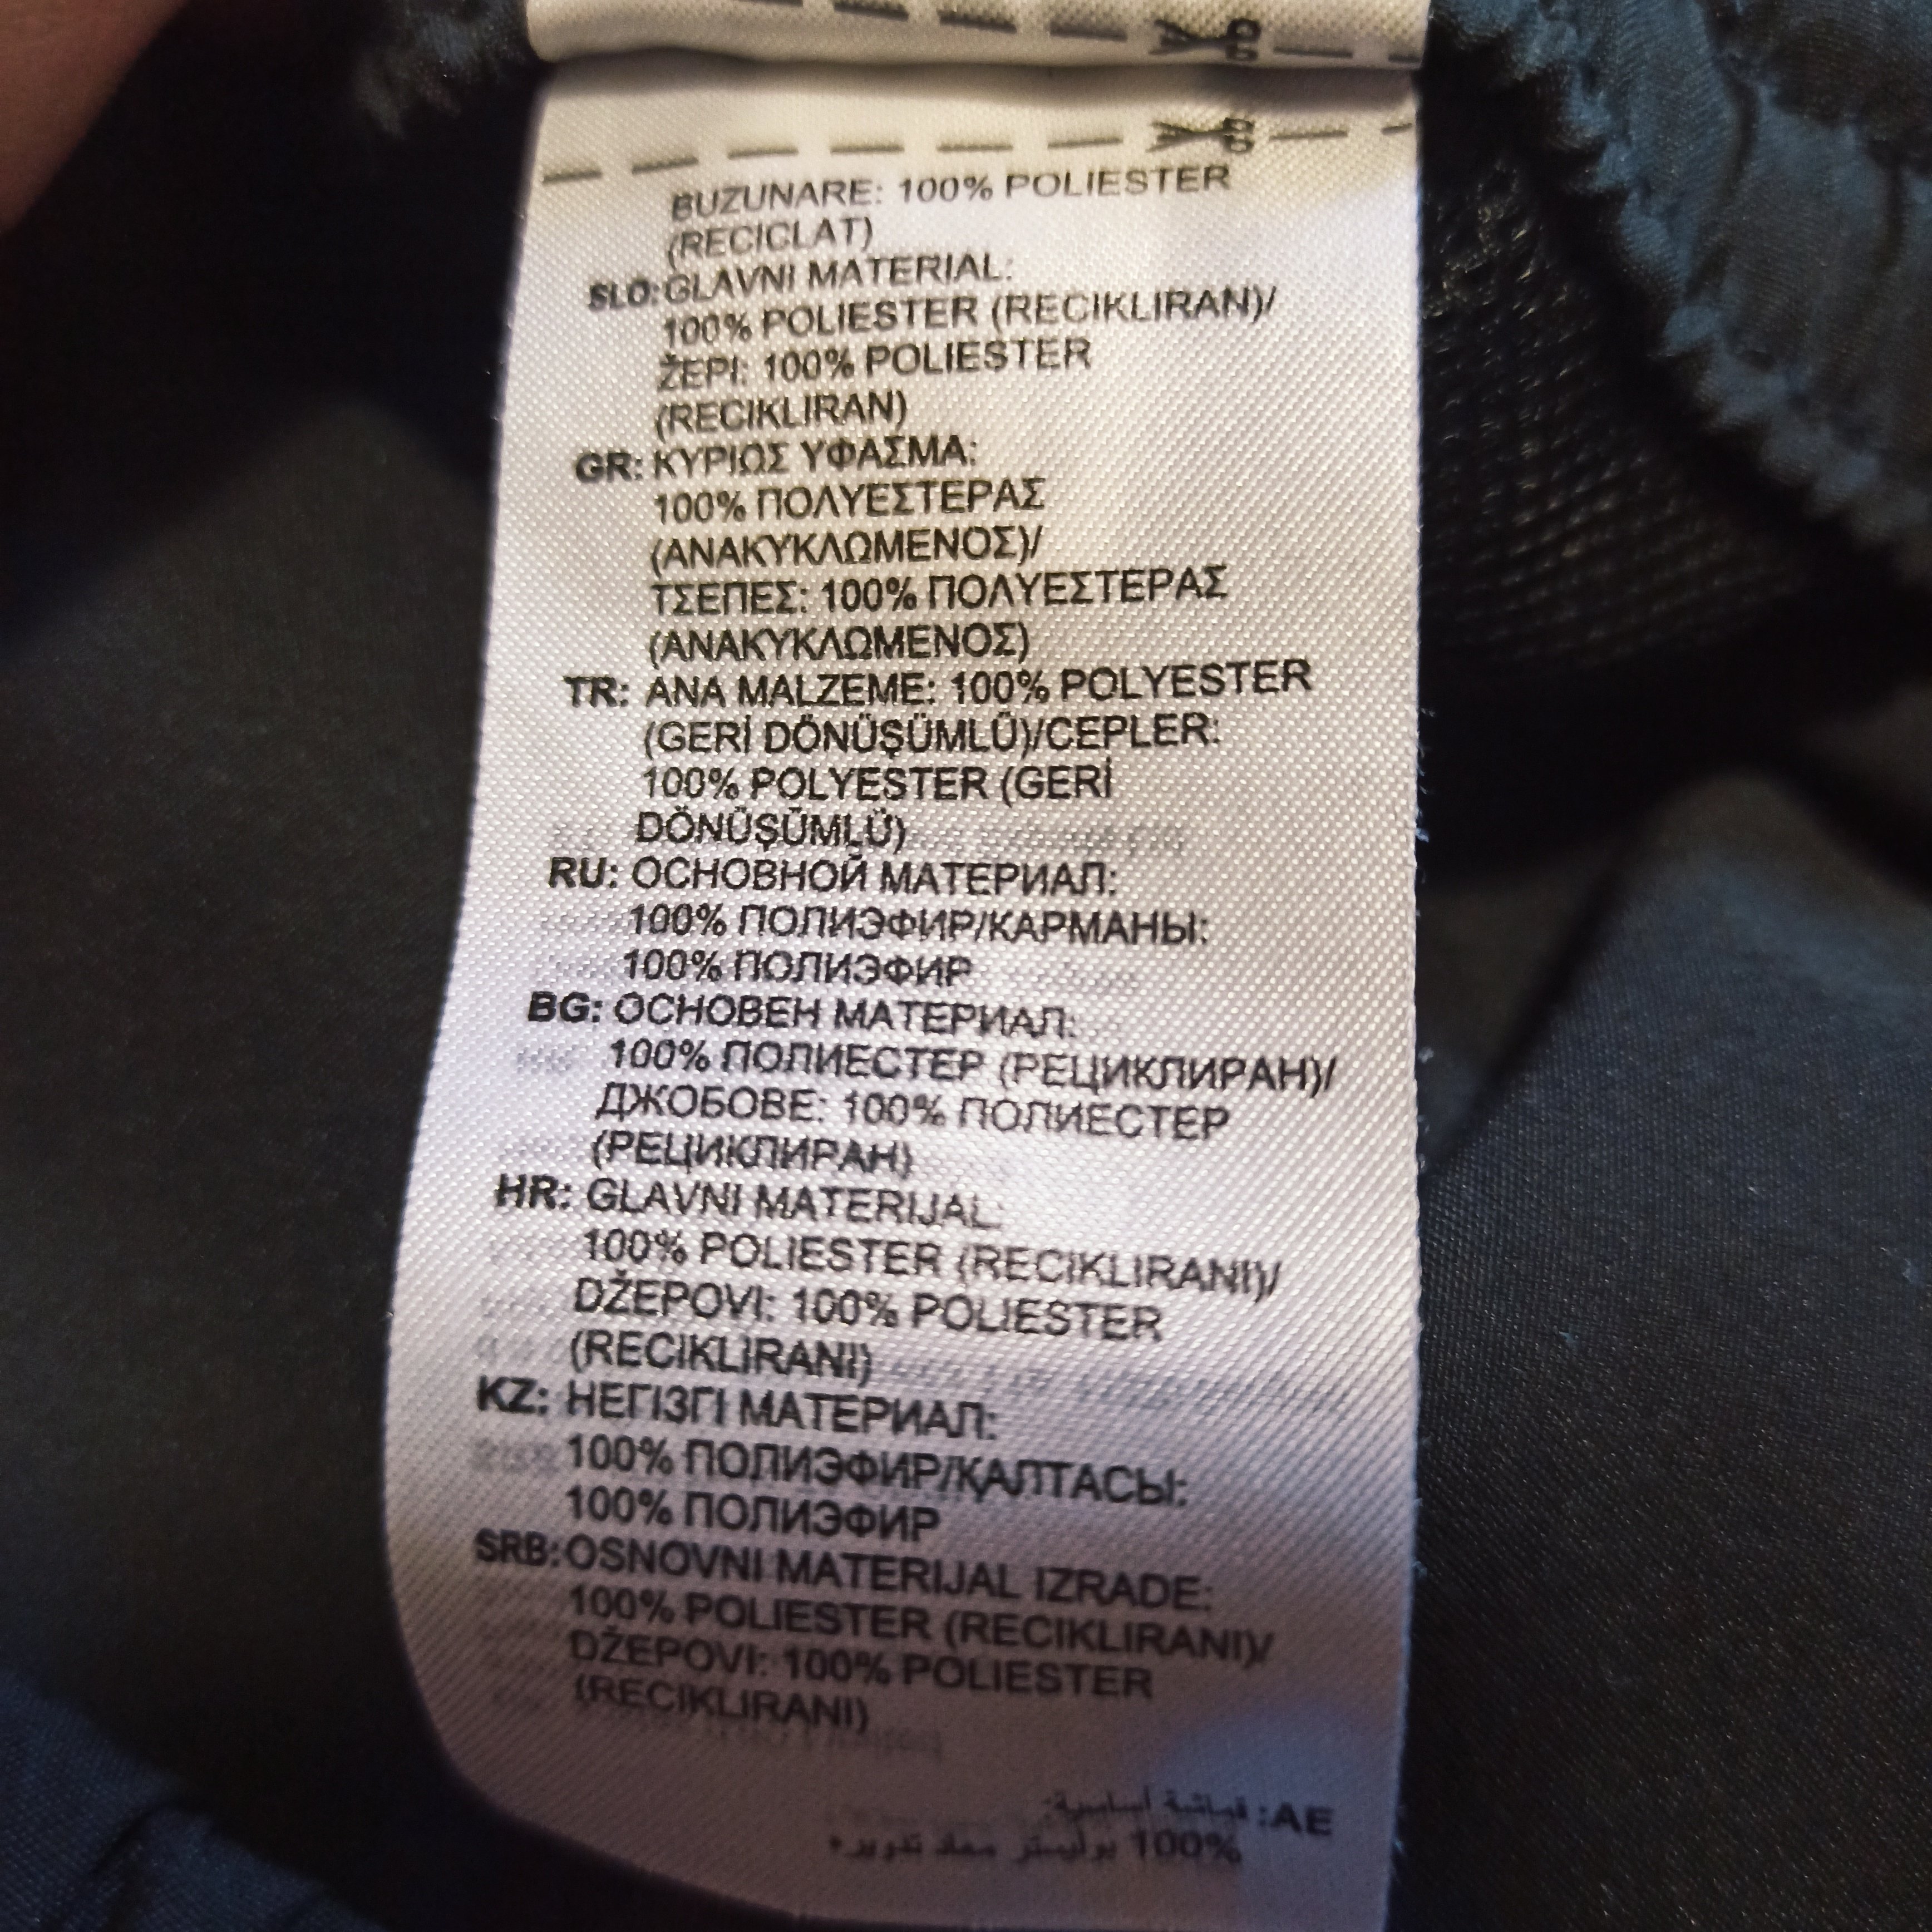 BUZUNARE: 100% POLIESTER
(RECICLAT)
SLO: GLAVNI MATERIAL:
100% POLIESTER (RECIKLIRAN)/
ŽEPI: 100% POLIESTER
(RECIKLIRAN)
GR: ΚΥΡΙΩΣ ΥΦΑΣΜΑ:
100% ΠΟΛΥΕΣΤΕΡΑΣ
(ΑΝΑΚΥΚΛΩΜΕΝΟΣ)/
ΤΣΕΠΕΣ: 100% ΠΟΛΥΕΣΤΕΡΑΣ
(ΑΝΑΚΥΚΛΩΜΕΝΟΣ)
TR: ANA MALZEME: 100% POLYESTER
(GERİ DÖNÜŞÜMLÜ)/CEPLER:
100% POLYESTER (GERİ
DÖNÜŞÜMLÜ)
RU: ОСНОВНОЙ МАТЕРИАЛ:
100% ПОЛИЭФИР/КАРМАНЫ:
100% ПОЛИЭФИР
BG: ОСНОВЕН МАТЕРИАЛ:
100% ПОЛИЕСТЕР (РЕЦИКЛИРАН)/
ДЖОБОВЕ: 100% ПОЛИЕСТЕР
(РЕЦИКЛИРАН)
HR: GLAVNI MATERIJAL:
100% POLIESTER (RECIKLIRANI)/
DŽEPOVI: 100% POLIESTER
(RECIKLIRANI)
KZ: НЕГІЗГІ МАТЕРИАЛ:
100% ПОЛИЭФИР/ҚАЛТАСЫ:
100% ПОЛИЭФИР
SRB: OSNOVNI MATERIJAL IZRADE:
100% POLIESTER (RECIKLIRANI)/
DŽEPOVI: 100% POLIESTER
(RECIKLIRANI)
AE: قماشة أساسية:
100% بوليستر معاد تدويره